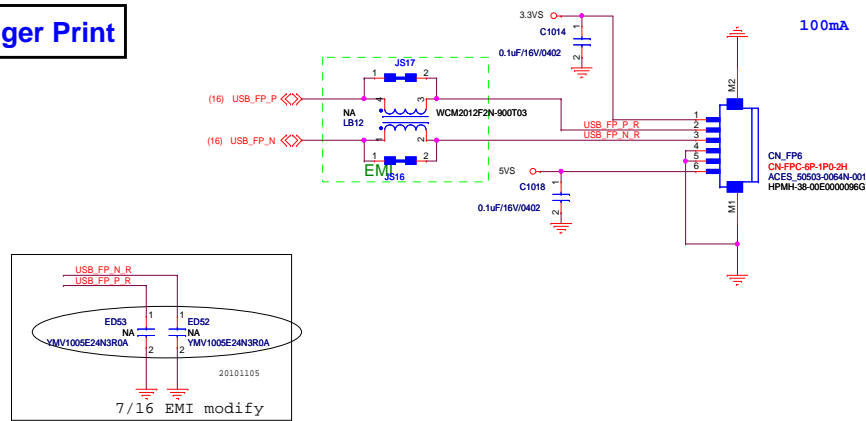 ger Print
100mA
3.3VS
C1014
1
2
0.1uF/16V/0402
JS17
1 2
(16) USB_FP_P
4 3
NA
LB12
WCM2012F2N-900T03
(16) USB_FP_N
1 2
1 2
EMI
JS16
USB_FP_P_R
USB_FP_N_R
5VS
C1018
1
2
0.1uF/16V/0402
M2
1
2
3
4
5
6
M1
CN_FP6
CN-FPC-6P-1P0-2H
ACES_50503-0064N-001
HPMH-38-00E0000096G
USB_FP_N_R
USB_FP_P_R
ED53
1
NA
YMV1005E24N3R0A
2
ED52
1
NA
YMV1005E24N3R0A
2
20101105
7/16 EMI modify